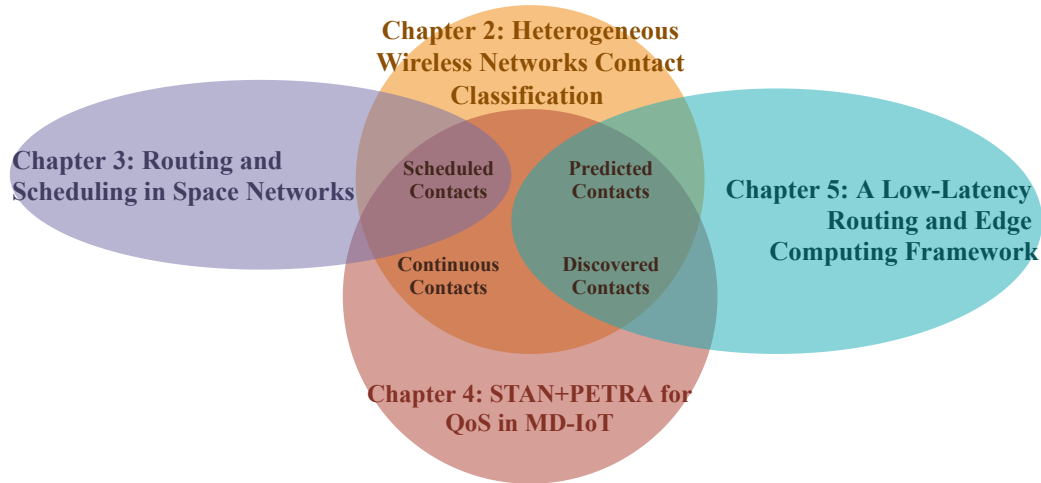 Chapter 2: Heterogeneous
Wireless Networks Contact
Classification
Chapter 3: Routing and
Scheduling in Space Networks
Scheduled
Contacts
Predicted
Contacts
Continuous
Contacts
Discovered
Contacts
Chapter 5: A Low-Latency
Routing and Edge
Computing Framework
Chapter 4: STAN+PETRA for
QoS in MD-IoT